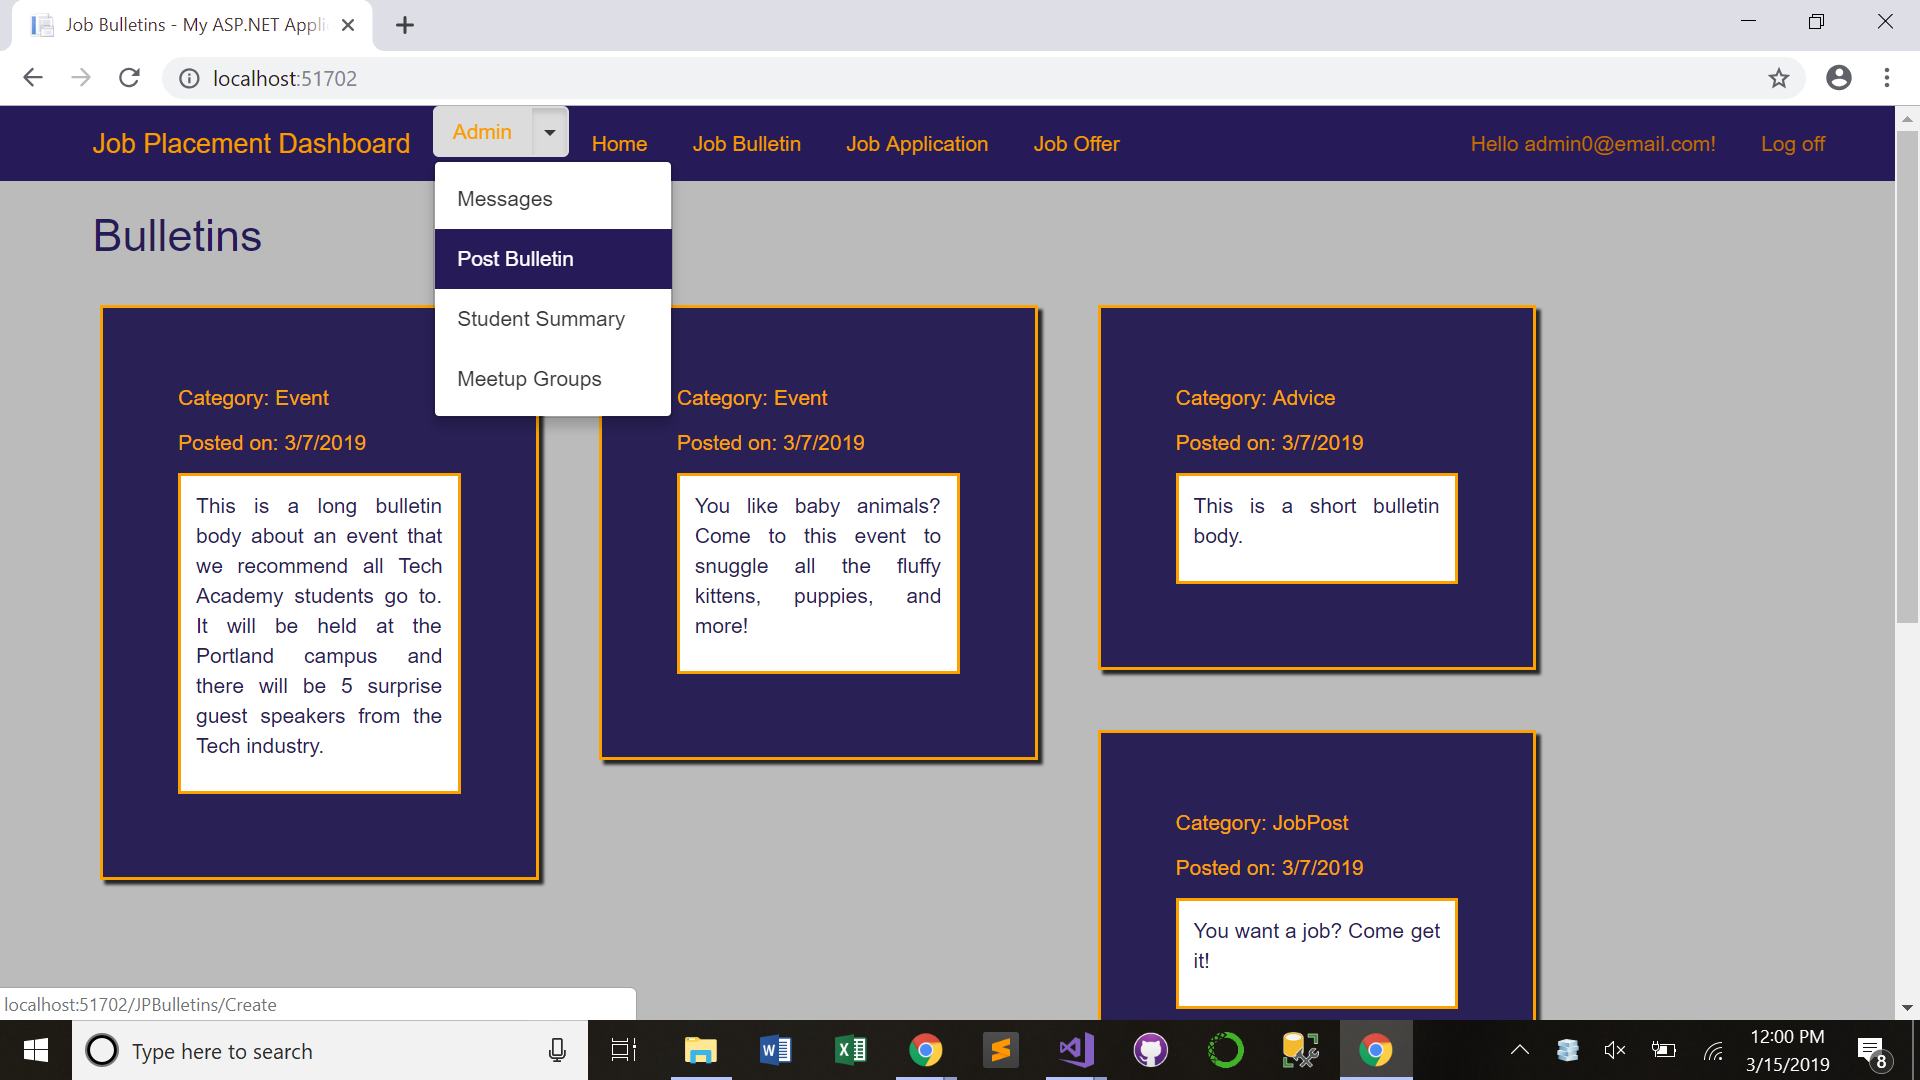 Job Bulletins - My ASP.NET Appli
localhost:51702
Job Placement Dashboard
Admin
Home
Job Bulletin
Job Application
Job Offer
Hello admin0@email.com!
Log off
Messages
Post Bulletin
Student Summary
Meetup Groups
Bulletins
Category: Event
Posted on: 3/7/2019
This is a long bulletin
body about an event that
we recommend all Tech
Academy students go to.
It will be held at the
Portland campus and
there will be 5 surprise
guest speakers from the
Tech industry.
Category: Event
Posted on: 3/7/2019
You like baby animals?
Come to this event to
snuggle all the fluffy
kittens, puppies, and
more!
Category: Advice
Posted on: 3/7/2019
This is a short bulletin
body.
Category: JobPost
Posted on: 3/7/2019
You want a job? Come get
it!
localhost:51702/JPBulletins/Create
Type here to search
12:00 PM
3/15/2019
8